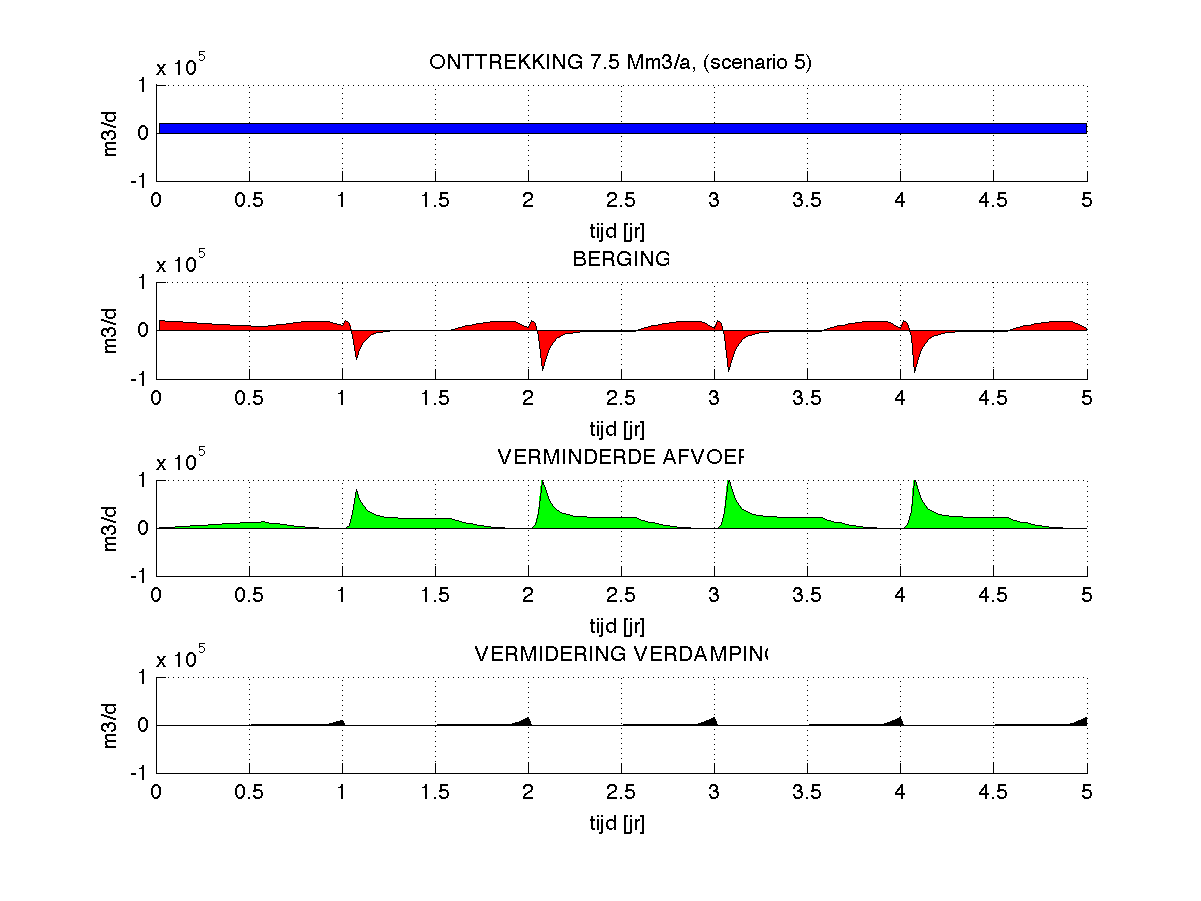 ONTTREKKING 7.5 Mm3/a, (scenario 5)
x 10^5
1
0
-1
m3/d
0 0.5 1 1.5 2 2.5 3 3.5 4 4.5 5
tijd [jr]
BERGING
x 10^5
1
0
-1
m3/d
0 0.5 1 1.5 2 2.5 3 3.5 4 4.5 5
tijd [jr]
VERMINDERDE AFVOER
x 10^5
1
0
-1
m3/d
0 0.5 1 1.5 2 2.5 3 3.5 4 4.5 5
tijd [jr]
VERMIDERING VERDAMPING
x 10^5
1
0
-1
m3/d
0 0.5 1 1.5 2 2.5 3 3.5 4 4.5 5
tijd [jr]